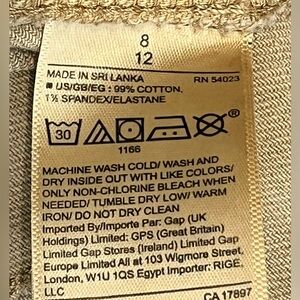 8
12
MADE IN SRI LANKA RN 54023
■ US/GB/EG : 99% COTTON.
1% SPANDEX/ELASTANE
30
1166
MACHINE WASH COLD/ WASH AND
DRY INSIDE OUT WITH LIKE COLORS/
ONLY NON-CHLORINE BLEACH WHEN
NEEDED/ TUMBLE DRY LOW/ WARM
IRON/ DO NOT DRY CLEAN
Imported By/Importe Par: Gap (UK
Holdings) Limited: GPS (Great Britain)
Limited Gap Stores (Ireland) Limited Gap
Europe Limited All at 103 Wigmore Street,
London, W1U 1QS Egypt Importer: RIGE.
LLC CA 17897